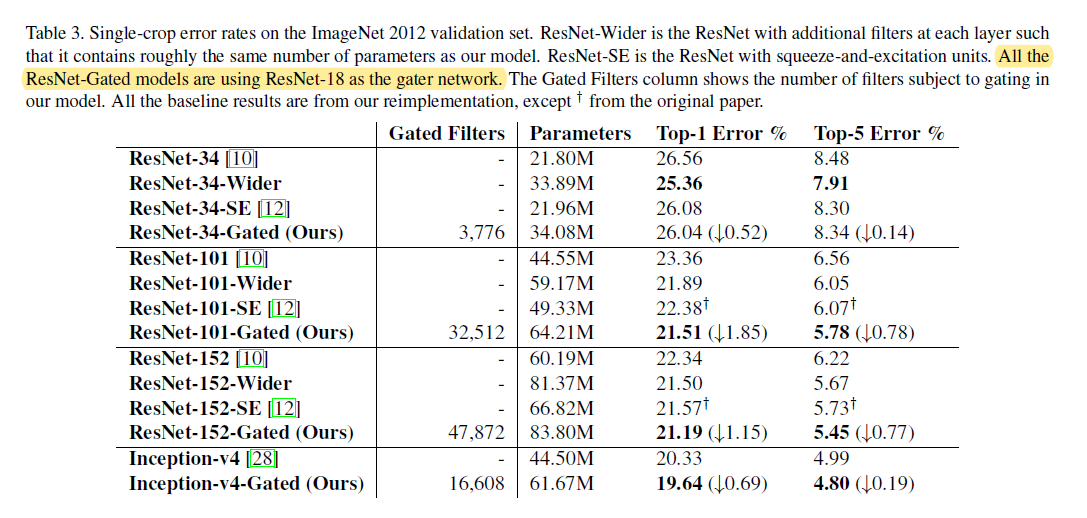 Table 3. Single-crop error rates on the ImageNet 2012 validation set. ResNet-Wider is the ResNet with additional filters at each layer such
that it contains roughly the same number of parameters as our model. ResNet-SE is the ResNet with squeeze-and-excitation units. All the
ResNet-Gated models are using ResNet-18 as the gater network. The Gated Filters column shows the number of filters subject to gating in
our model. All the baseline results are from our reimplementation, except † from the original paper.
Gated Filters Parameters Top-1 Error % Top-5 Error %
ResNet-34 [10] - 21.80M 26.56 8.48
ResNet-34-Wider - 33.89M 25.36 7.91
ResNet-34-SE [12] - 21.96M 26.08 8.30
ResNet-34-Gated (Ours) 3,776 34.08M 26.04 (↓0.52) 8.34 (↓0.14)
ResNet-101 [10] - 44.55M 23.36 6.56
ResNet-101-Wider - 59.17M 21.89 6.05
ResNet-101-SE [12] - 49.33M 22.38† 6.07†
ResNet-101-Gated (Ours) 32,512 64.21M 21.51 (↓1.85) 5.78 (↓0.78)
ResNet-152 [10] - 60.19M 22.34 6.22
ResNet-152-Wider - 81.37M 21.50 5.67
ResNet-152-SE [12] - 66.82M 21.57† 5.73†
ResNet-152-Gated (Ours) 47,872 83.80M 21.19 (↓1.15) 5.45 (↓0.77)
Inception-v4 [28] - 44.50M 20.33 4.99
Inception-v4-Gated (Ours) 16,608 61.67M 19.64 (↓0.69) 4.80 (↓0.19)